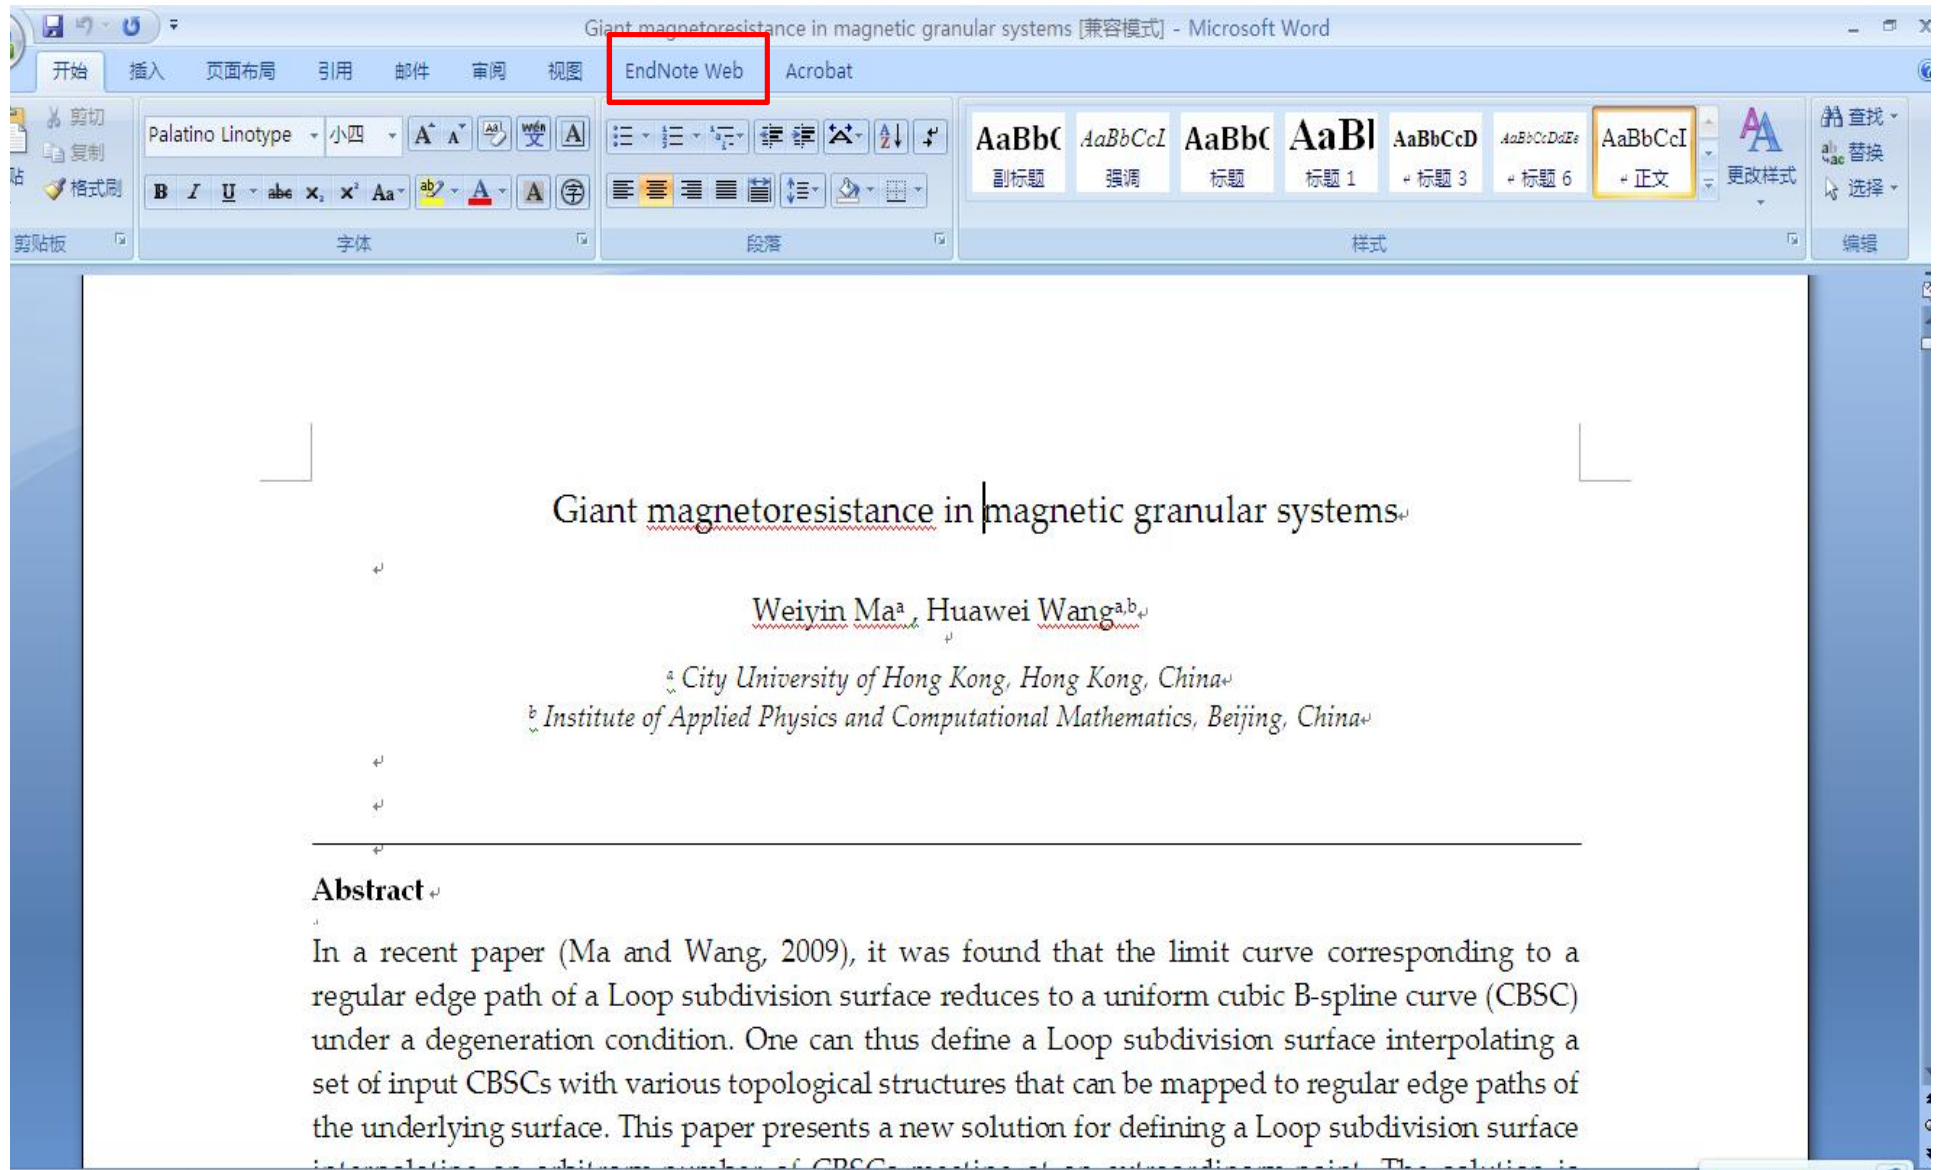 Giant magnetoresistance in magnetic granular systems [兼容模式] - Microsoft Word
开始 插入 页面布局 引用 邮件 审阅 视图 EndNote Web Acrobat
剪切
复制
格式刷
Palatino Linotype 小四
AaBbC AaBbCcI AaBbC AaBl AaBbCcD AaBbCcDdEe AaBbCcI
副标题 强调 标题 标题 1 标题 3 标题 6 正文
更改样式
查找
替换
选择
剪贴板 字体 段落 样式 编辑
Giant magnetoresistance in magnetic granular systems
Weiyin Maᵃ , Huawei Wangᵃ,ᵇ
ᵃ City University of Hong Kong, Hong Kong, China
ᵇ Institute of Applied Physics and Computational Mathematics, Beijing, China
Abstract
In a recent paper (Ma and Wang, 2009), it was found that the limit curve corresponding to a
regular edge path of a Loop subdivision surface reduces to a uniform cubic B-spline curve (CBSC)
under a degeneration condition. One can thus define a Loop subdivision surface interpolating a
set of input CBSCs with various topological structures that can be mapped to regular edge paths of
the underlying surface. This paper presents a new solution for defining a Loop subdivision surface